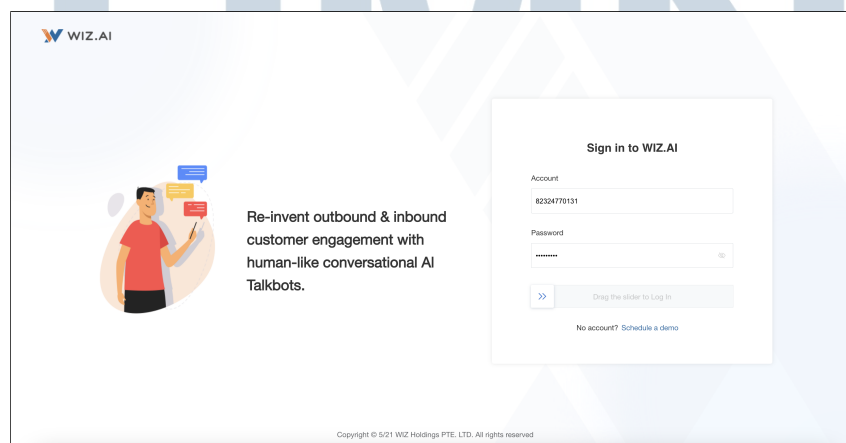 WIZ.AI
Re-invent outbound & inbound
customer engagement with
human-like conversational AI
Talkbots.
Sign in to WIZ.AI
Account
82324770131
Password
•••••••••
Drag the slider to Log In
No account? Schedule a demo
Copyright © 5/21 WIZ Holdings PTE. LTD. All rights reserved